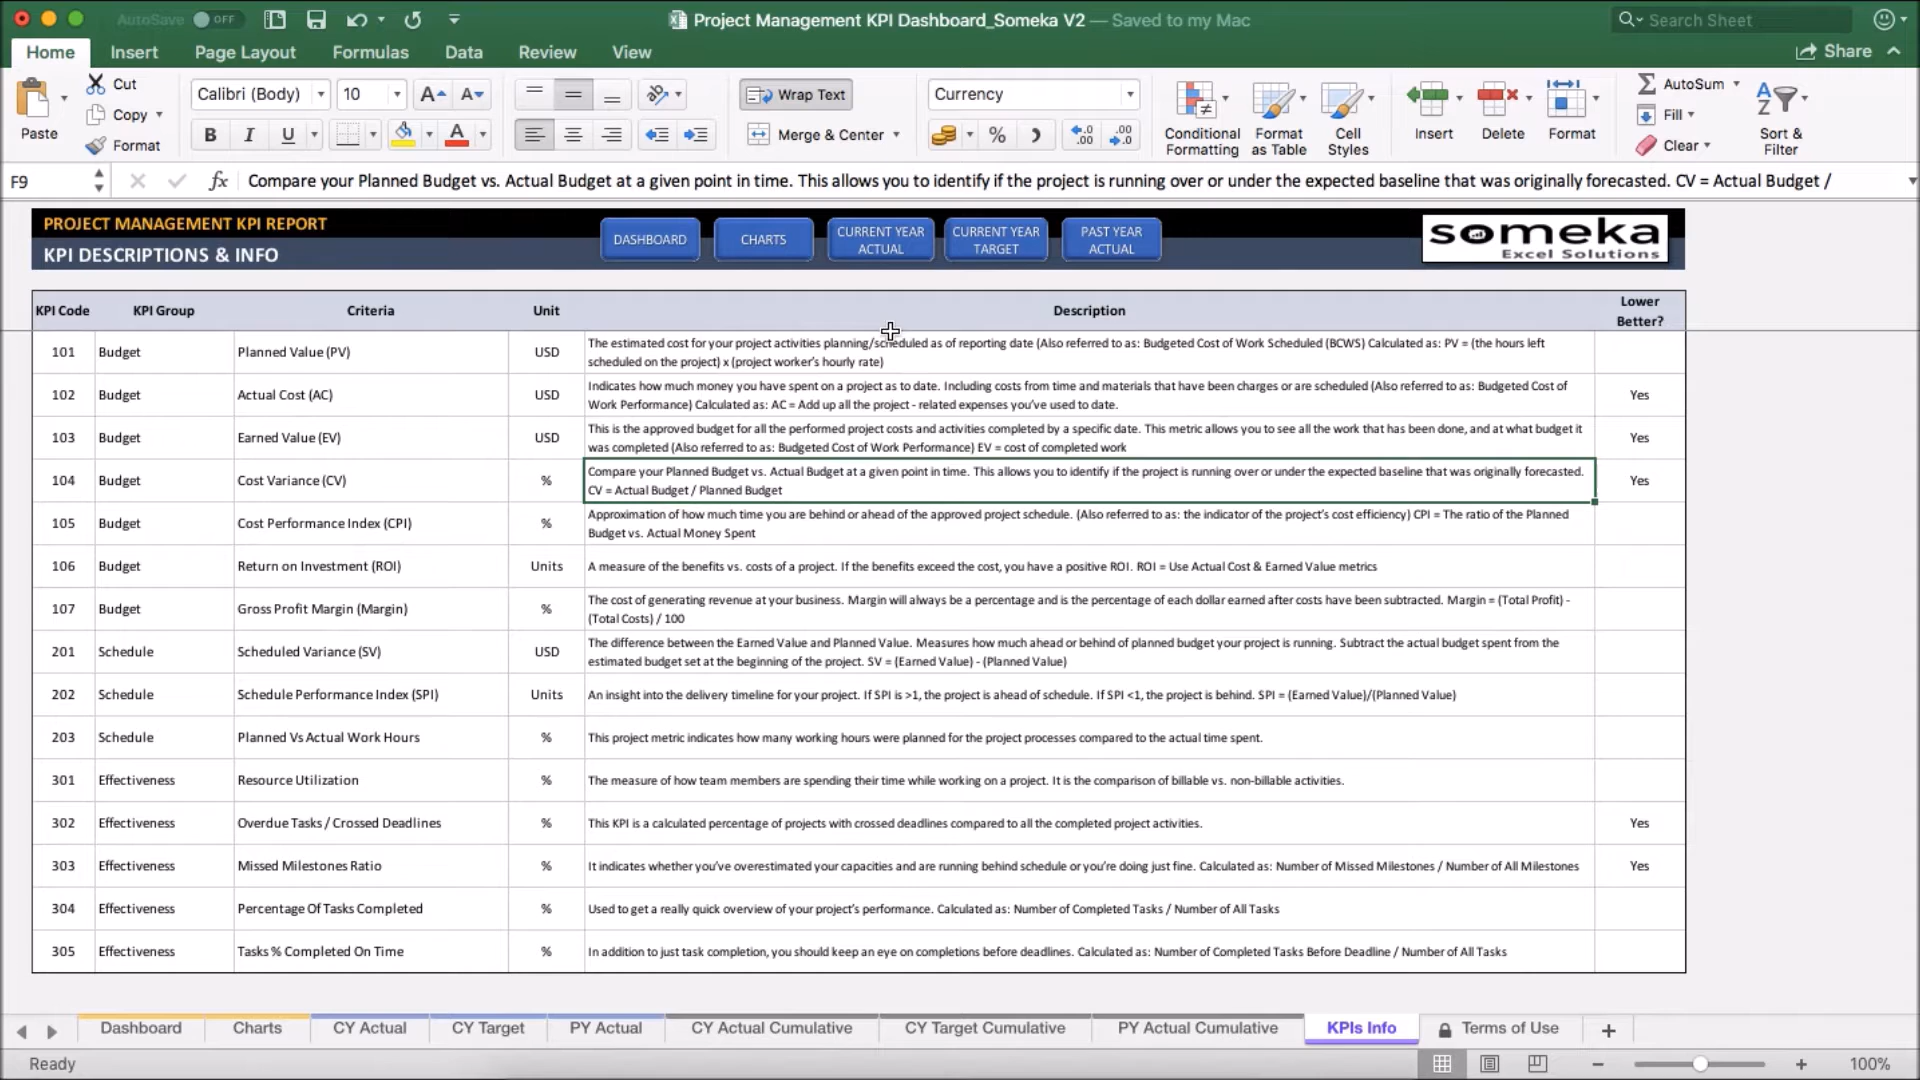 AutoSave OFF Project Management KPI Dashboard_Someka V2 — Saved to my Mac Search Sheet
Home Insert Page Layout Formulas Data Review View Share
Cut Calibri (Body) 10 Wrap Text Currency AutoSum
Copy Fill
Paste Format Merge & Center Conditional Formatting Format as Table Cell Styles Insert Delete Format Clear Sort & Filter
F9 fx Compare your Planned Budget vs. Actual Budget at a given point in time. This allows you to identify if the project is running over or under the expected baseline that was originally forecasted. CV = Actual Budget /
PROJECT MANAGEMENT KPI REPORT
KPI DESCRIPTIONS & INFO
DASHBOARD
CHARTS
CURRENT YEAR
ACTUAL
CURRENT YEAR
TARGET
PAST YEAR
ACTUAL
someka
Excel Solutions
KPI Code KPI Group Criteria Unit Description Lower
Better?
101 Budget Planned Value (PV) USD The estimated cost for your project activities planning/scheduled as of reporting date (Also referred to as: Budgeted Cost of Work Scheduled (BCWS) Calculated as: PV = (the hours left
scheduled on the project) x (project worker's hourly rate)
102 Budget Actual Cost (AC) USD Indicates how much money you have spent on a project as to date. Including costs from time and materials that have been charges or are scheduled (Also referred to as: Budgeted Cost of
Work Performance) Calculated as: AC = Add up all the project - related expenses you've used to date. Yes
103 Budget Earned Value (EV) USD This is the approved budget for all the performed project costs and activities completed by a specific date. This metric allows you to see all the work that has been done, and at what budget it
was completed (Also referred to as: Budgeted Cost of Work Performance) EV = cost of completed work Yes
104 Budget Cost Variance (CV) % Compare your Planned Budget vs. Actual Budget at a given point in time. This allows you to identify if the project is running over or under the expected baseline that was originally forecasted.
CV = Actual Budget / Planned Budget Yes
105 Budget Cost Performance Index (CPI) % Approximation of how much time you are behind or ahead of the approved project schedule. (Also referred to as: the indicator of the project's cost efficiency) CPI = The ratio of the Planned
Budget vs. Actual Money Spent
106 Budget Return on Investment (ROI) Units A measure of the benefits vs. costs of a project. If the benefits exceed the cost, you have a positive ROI. ROI = Use Actual Cost & Earned Value metrics
107 Budget Gross Profit Margin (Margin) % The cost of generating revenue at your business. Margin will always be a percentage and is the percentage of each dollar earned after costs have been subtracted. Margin = (Total Profit) -
(Total Costs) / 100
201 Schedule Scheduled Variance (SV) USD The difference between the Earned Value and Planned Value. Measures how much ahead or behind of planned budget your project is running. Subtract the actual budget spent from the
estimated budget set at the beginning of the project. SV = (Earned Value) - (Planned Value)
202 Schedule Schedule Performance Index (SPI) Units An insight into the delivery timeline for your project. If SPI is >1, the project is ahead of schedule. If SPI <1, the project is behind. SPI = (Earned Value)/(Planned Value)
203 Schedule Planned Vs Actual Work Hours % This project metric indicates how many working hours were planned for the project processes compared to the actual time spent.
301 Effectiveness Resource Utilization % The measure of how team members are spending their time while working on a project. It is the comparison of billable vs. non-billable activities.
302 Effectiveness Overdue Tasks / Crossed Deadlines % This KPI is a calculated percentage of projects with crossed deadlines compared to all the completed project activities. Yes
303 Effectiveness Missed Milestones Ratio % It indicates whether you've overestimated your capacities and are running behind schedule or you're doing just fine. Calculated as: Number of Missed Milestones / Number of All Milestones Yes
304 Effectiveness Percentage Of Tasks Completed % Used to get a really quick overview of your project's performance. Calculated as: Number of Completed Tasks / Number of All Tasks
305 Effectiveness Tasks % Completed On Time % In addition to just task completion, you should keep an eye on completions before deadlines. Calculated as: Number of Completed Tasks Before Deadline / Number of All Tasks
Dashboard Charts CY Actual CY Target PY Actual CY Actual Cumulative CY Target Cumulative PY Actual Cumulative KPIs Info Terms of Use +
Ready 100%